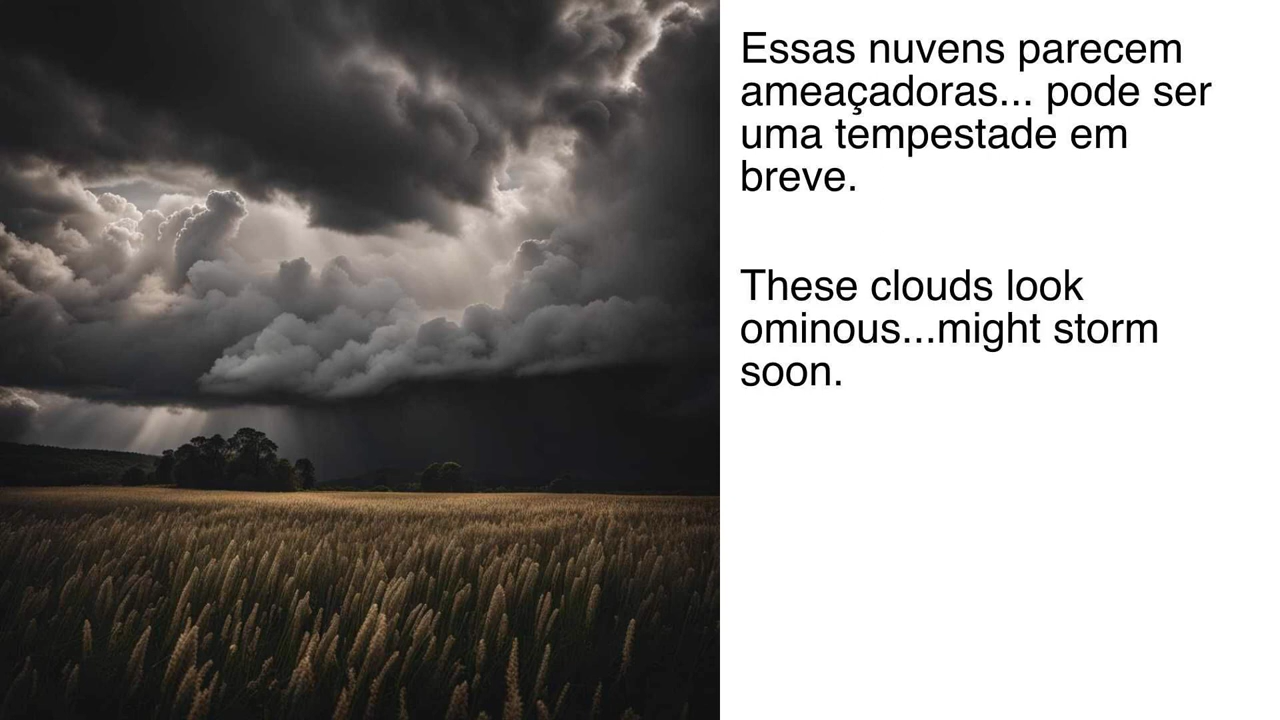 Essas nuvens parecem
ameaçadoras... pode ser
uma tempestade em
breve.
These clouds look
ominous...might storm
soon.